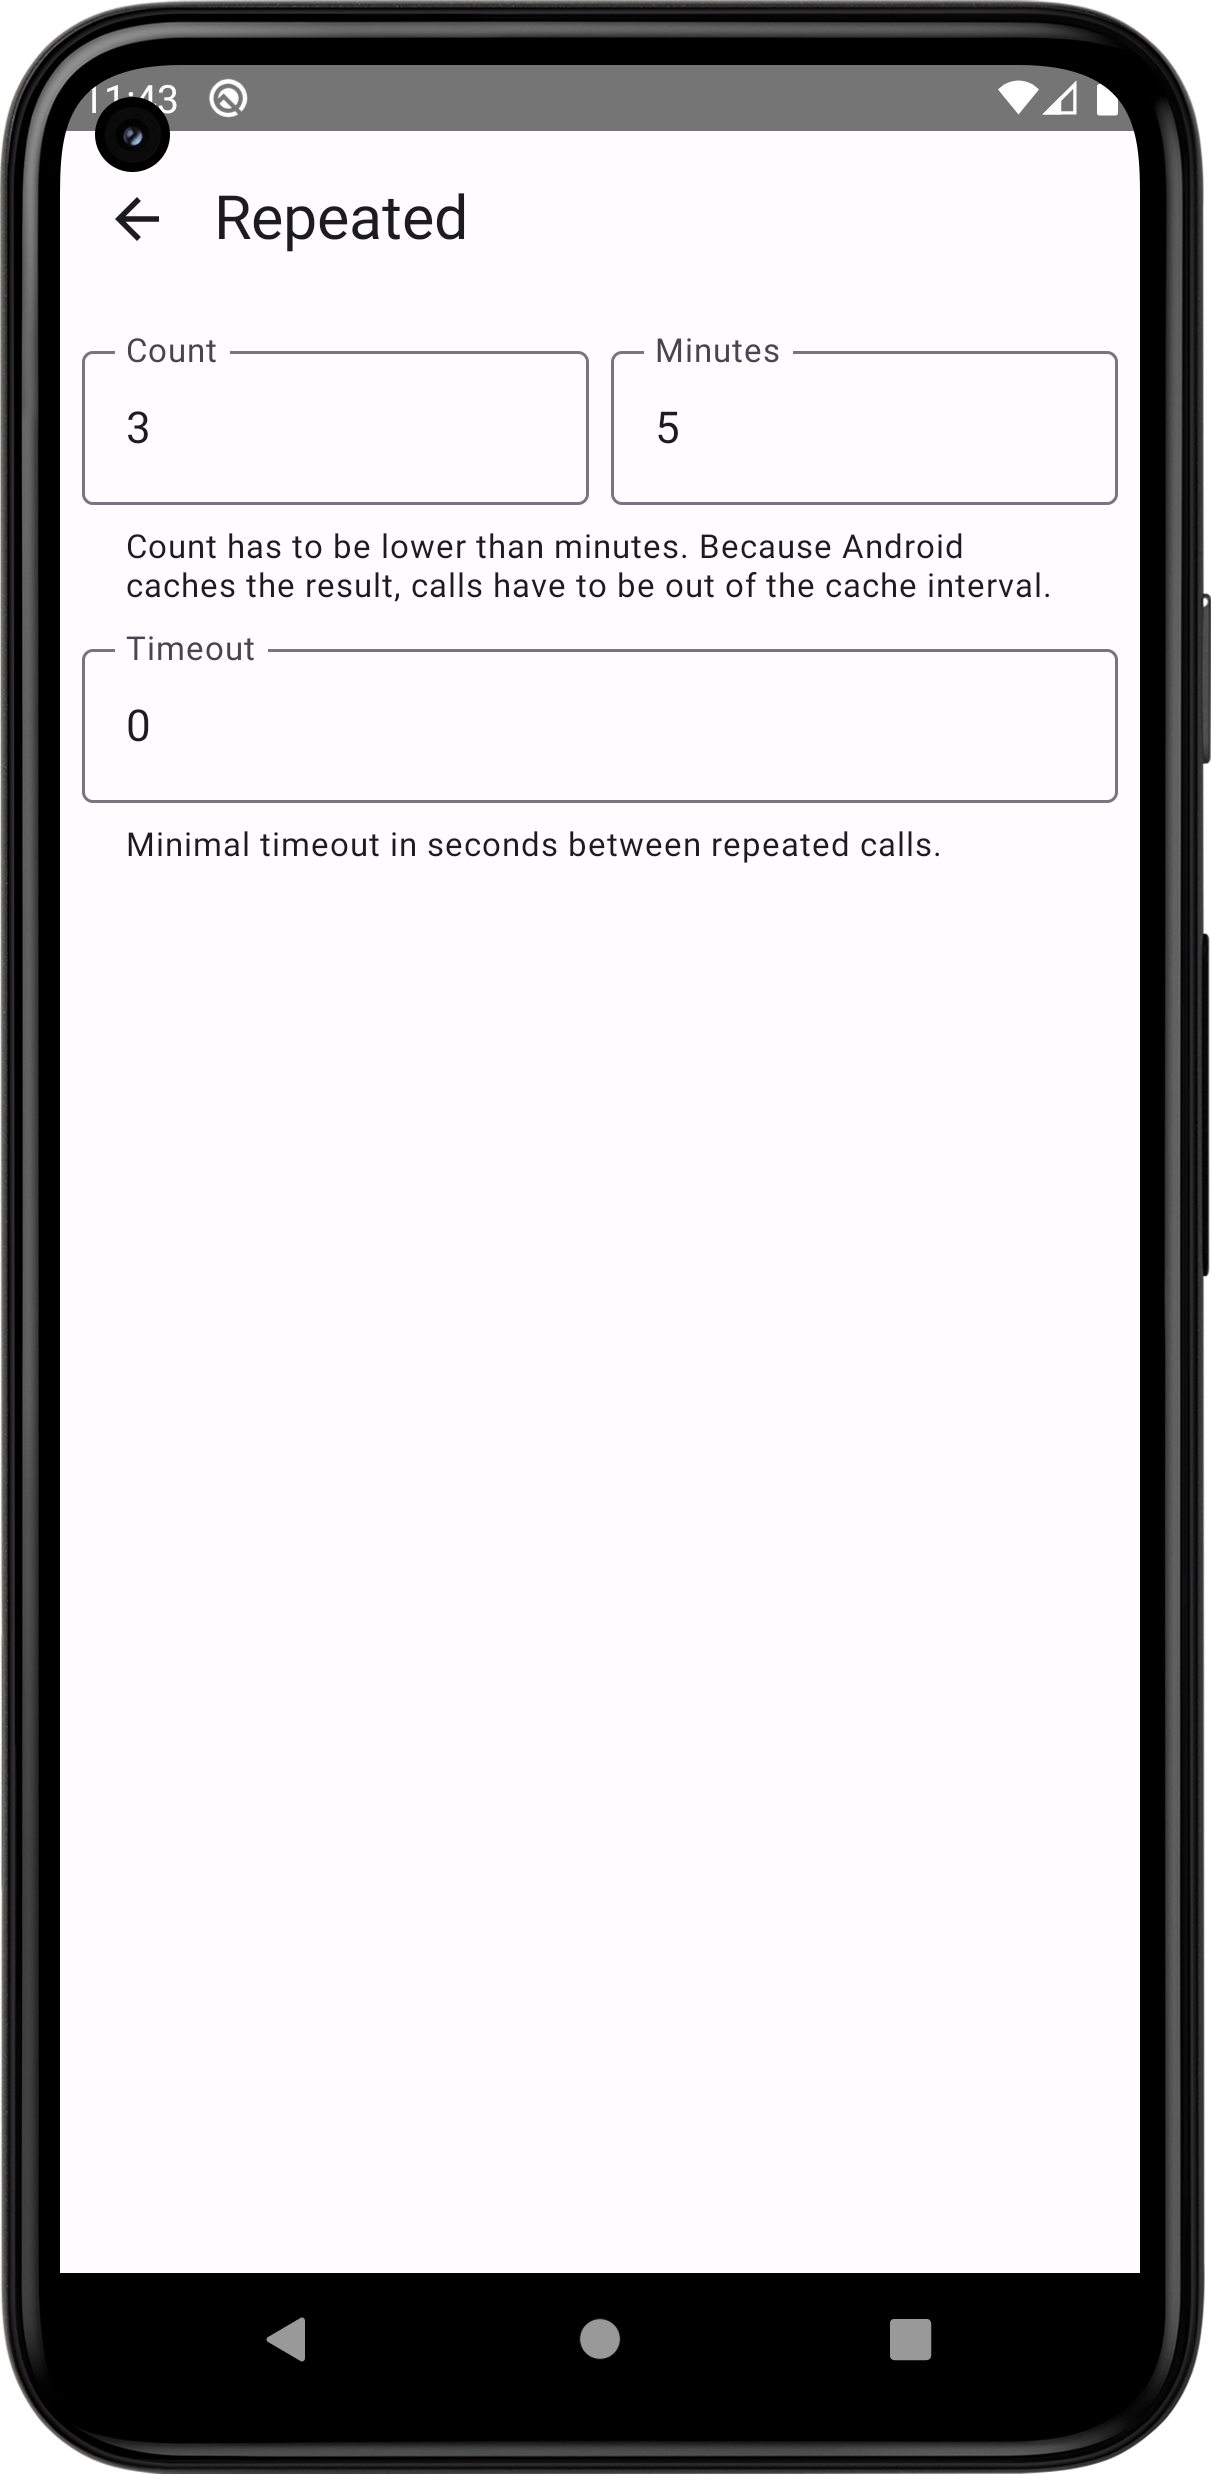 11:43
Repeated
Count
Minutes
3
5
Count has to be lower than minutes. Because Android
caches the result, calls have to be out of the cache interval.
Timeout
0
Minimal timeout in seconds between repeated calls.